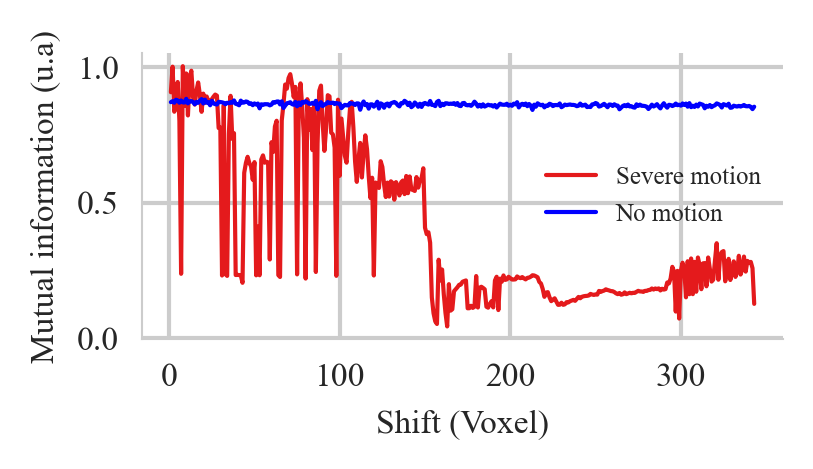 Mutual information (u.a)
1.0
0.5
0.0
Severe motion
No motion
0
100
200
300
Shift (Voxel)